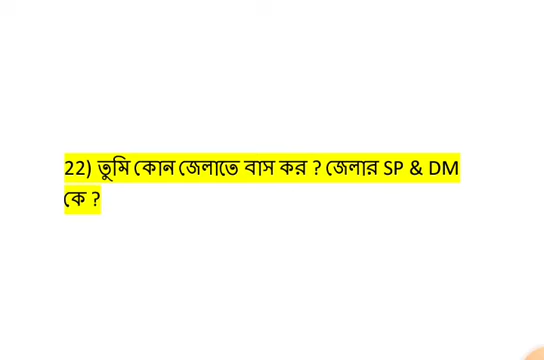 22) তুমি কোন জেলাতে বাস কর ? জেলার SP & DM
কে ?